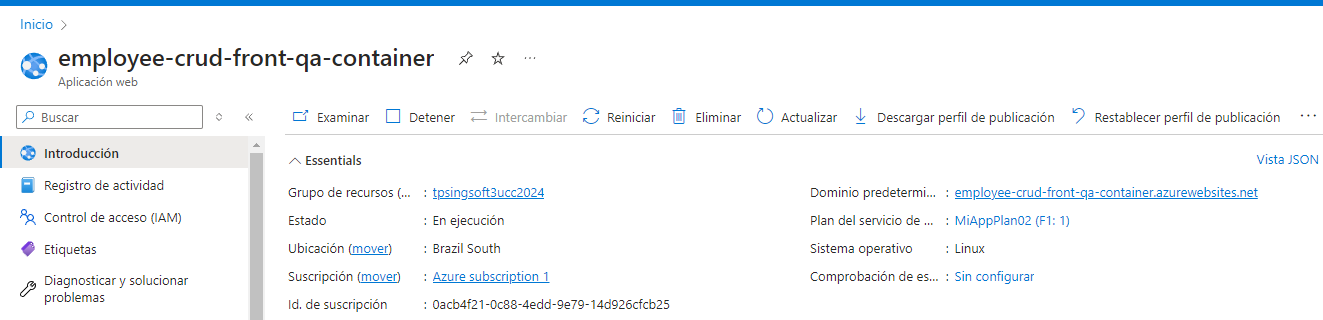 Inicio
employee-crud-front-qa-container
Aplicación web
Buscar
Examinar Detener Intercambiar Reiniciar Eliminar Actualizar Descargar perfil de publicación Restablecer perfil de publicación
Introducción
Registro de actividad
Control de acceso (IAM)
Etiquetas
Diagnosticar y solucionar
problemas
Essentials
Vista JSON
Grupo de recursos (... : tpsingsoft3ucc2024
Estado : En ejecución
Ubicación (mover) : Brazil South
Suscripción (mover) : Azure subscription 1
Id. de suscripción : 0acb4f21-0c88-4edd-9e79-14d926cfcb25
Dominio predetermi... : employee-crud-front-qa-container.azurewebsites.net
Plan del servicio de ... : MiAppPlan02 (F1: 1)
Sistema operativo : Linux
Comprobación de es... : Sin configurar